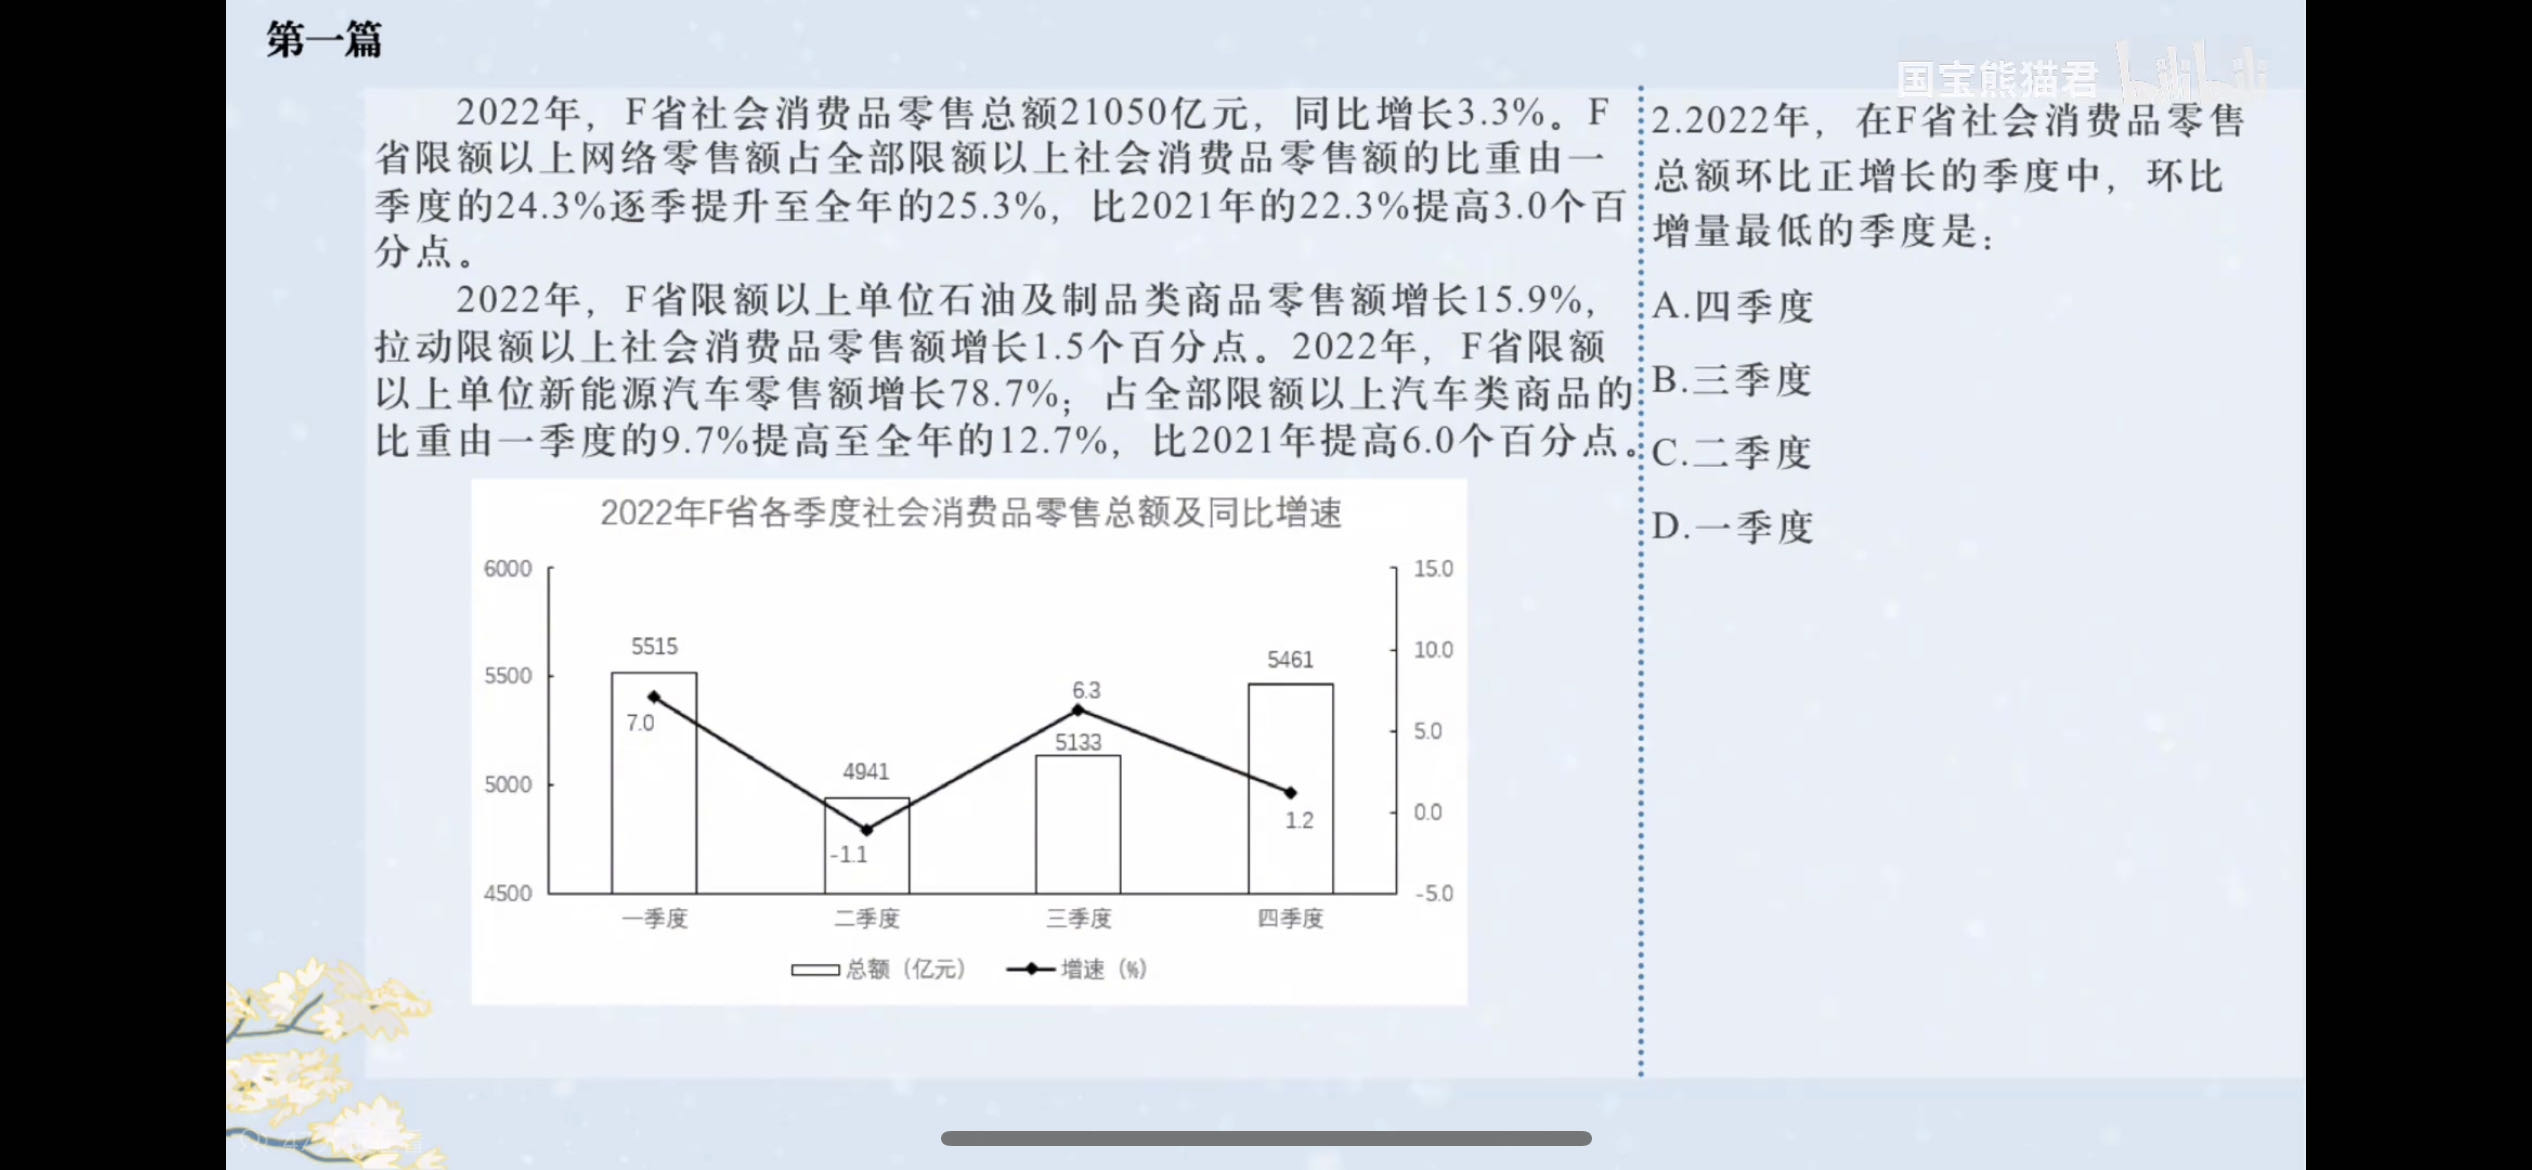 第一篇
国宝熊猫君 bilibili
2022年，F省社会消费品零售总额21050亿元，同比增长3.3%。F
省限额以上网络零售额占全部限额以上社会消费品零售额的比重由一
季度的24.3%逐季提升至全年的25.3%，比2021年的22.3%提高3.0个百
分点。
2022年，F省限额以上单位石油及制品类商品零售额增长15.9%，
拉动限额以上社会消费品零售额增长1.5个百分点。2022年，F省限额
以上单位新能源汽车零售额增长78.7%；占全部限额以上汽车类商品的
比重由一季度的9.7%提高至全年的12.7%，比2021年提高6.0个百分点。
2022年F省各季度社会消费品零售总额及同比增速
6000
5500
5000
4500
15.0
10.0
5.0
0.0
-5.0
5515
4941
5133
5461
7.0
-1.1
6.3
1.2
一季度 二季度 三季度 四季度
总额（亿元） 增速（%）
2.2022年，在F省社会消费品零售
总额环比正增长的季度中，环比
增量最低的季度是：
A.四季度
B.三季度
C.二季度
D.一季度